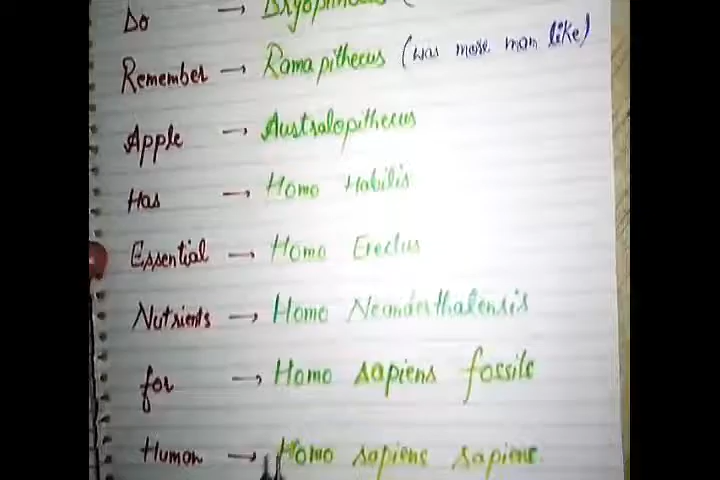 Do →
Remember → Ramapithecus (was more man like)
Apple → Australopithecus
Has → Homo Habilis
Essential → Homo Erectus
Nutrients → Homo Neanderthalensis
for → Homo sapiens fossils
Human → Homo sapiens sapiens